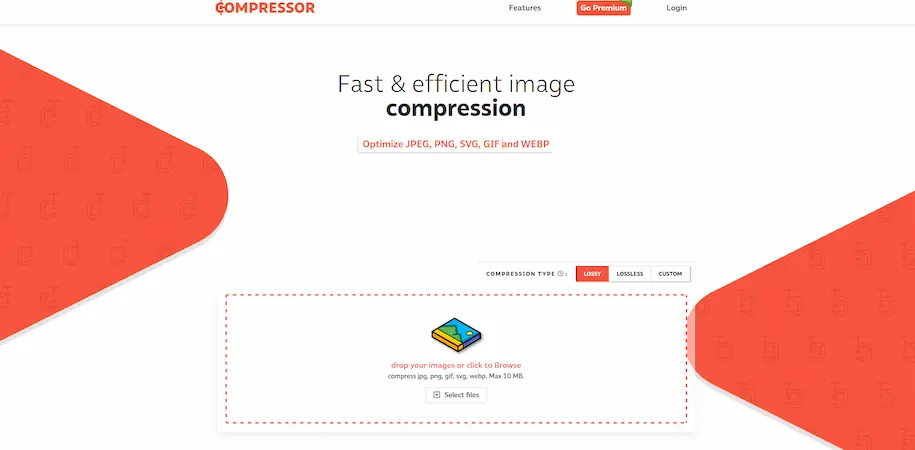 COMPRESSOR
Features
Go Premium
Login
Fast & efficient image
compression
Optimize JPEG, PNG, SVG, GIF and WEBP
COMPRESSION TYPE ? :
LOSSY
LOSSLESS
CUSTOM
drop your images or click to Browse
compress jpg, png, gif, svg, webp. Max 10 MB.
Select files